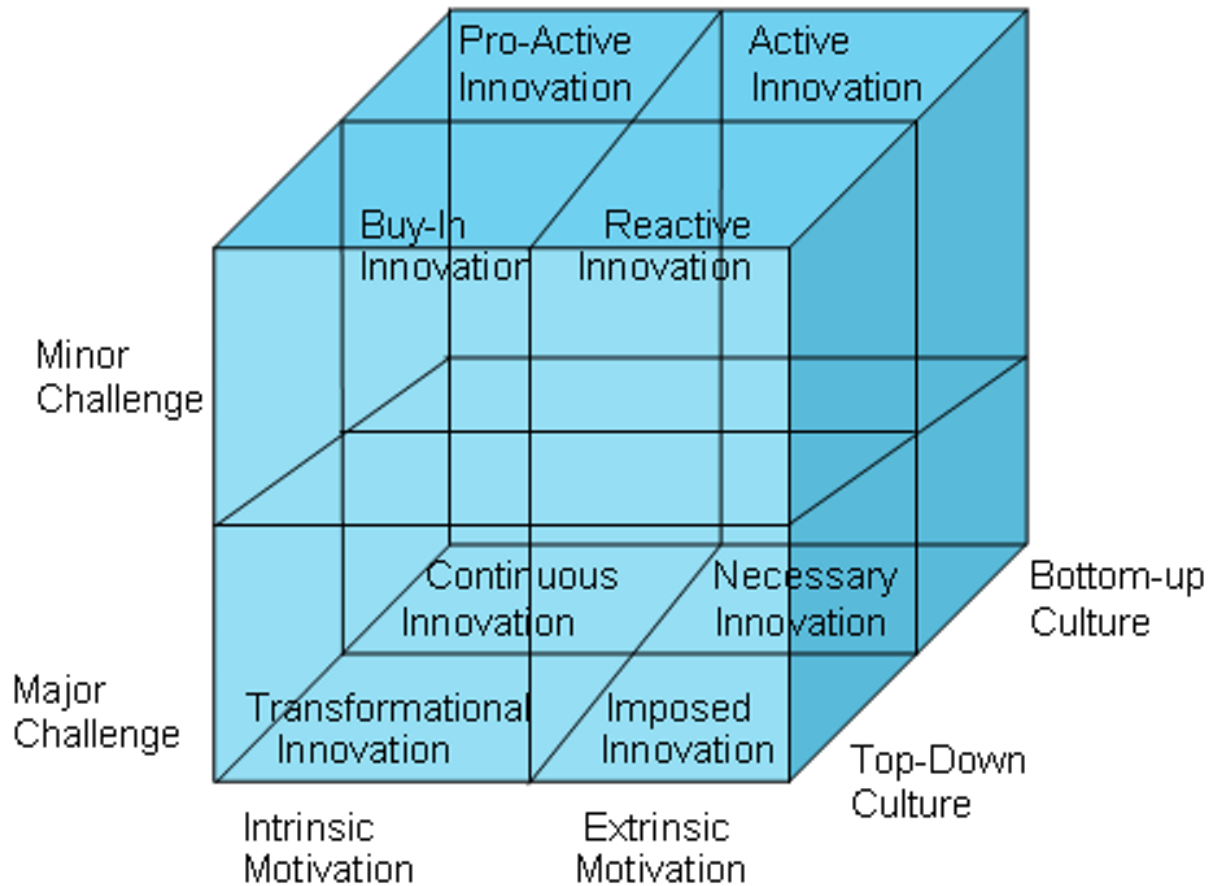 Pro-Active
Innovation
Active
Innovation
Buy-In
Innovation
Reactive
Innovation
Minor
Challenge
Continuous
Innovation
Necessary
Innovation
Bottom-up
Culture
Major
Challenge
Transformational
Innovation
Imposed
Innovation
Top-Down
Culture
Intrinsic
Motivation
Extrinsic
Motivation